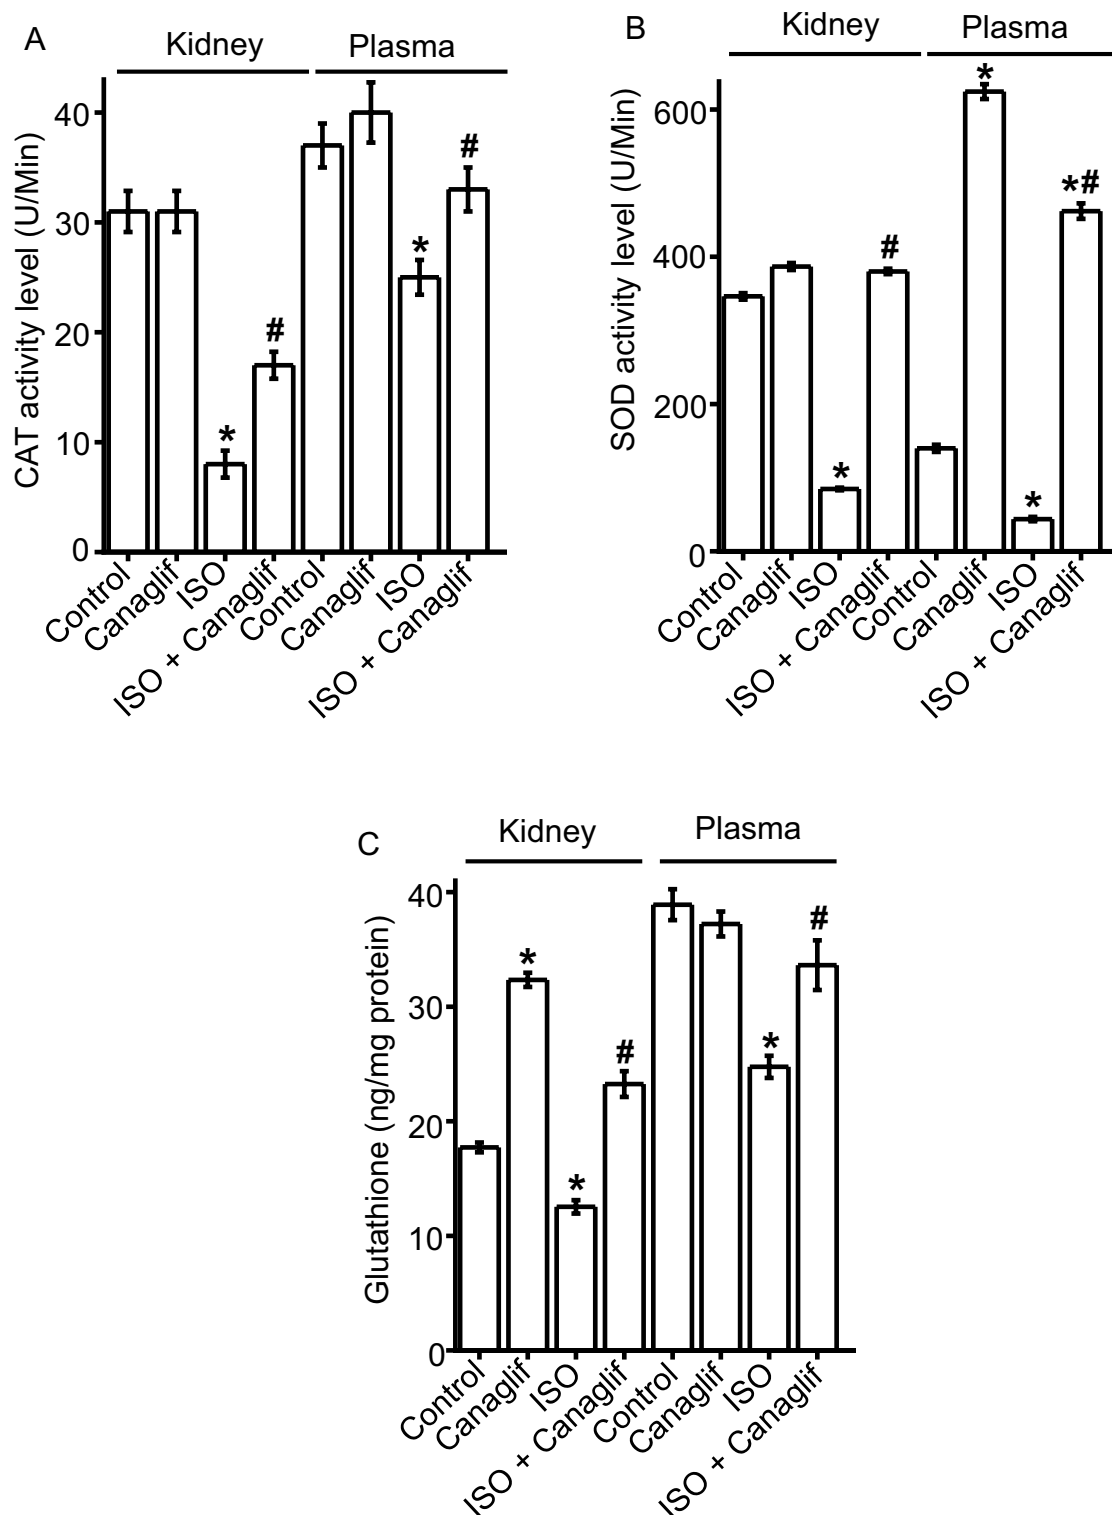 A
Kidney
Plasma
CAT activity level (U/Min)
40
30
20
10
0
*
#
*
#
Control
Canaglif
ISO
ISO + Canaglif
Control
Canaglif
ISO
ISO + Canaglif
B
Kidney
Plasma
SOD activity level (U/Min)
600
400
200
0
*
#
*
*
*#
Control
Canaglif
ISO
ISO + Canaglif
Control
Canaglif
ISO
ISO + Canaglif
C
Kidney
Plasma
Glutathione (ng/mg protein)
40
30
20
10
0
*
*
#
*
#
Control
Canaglif
ISO
ISO + Canaglif
Control
Canaglif
ISO
ISO + Canaglif